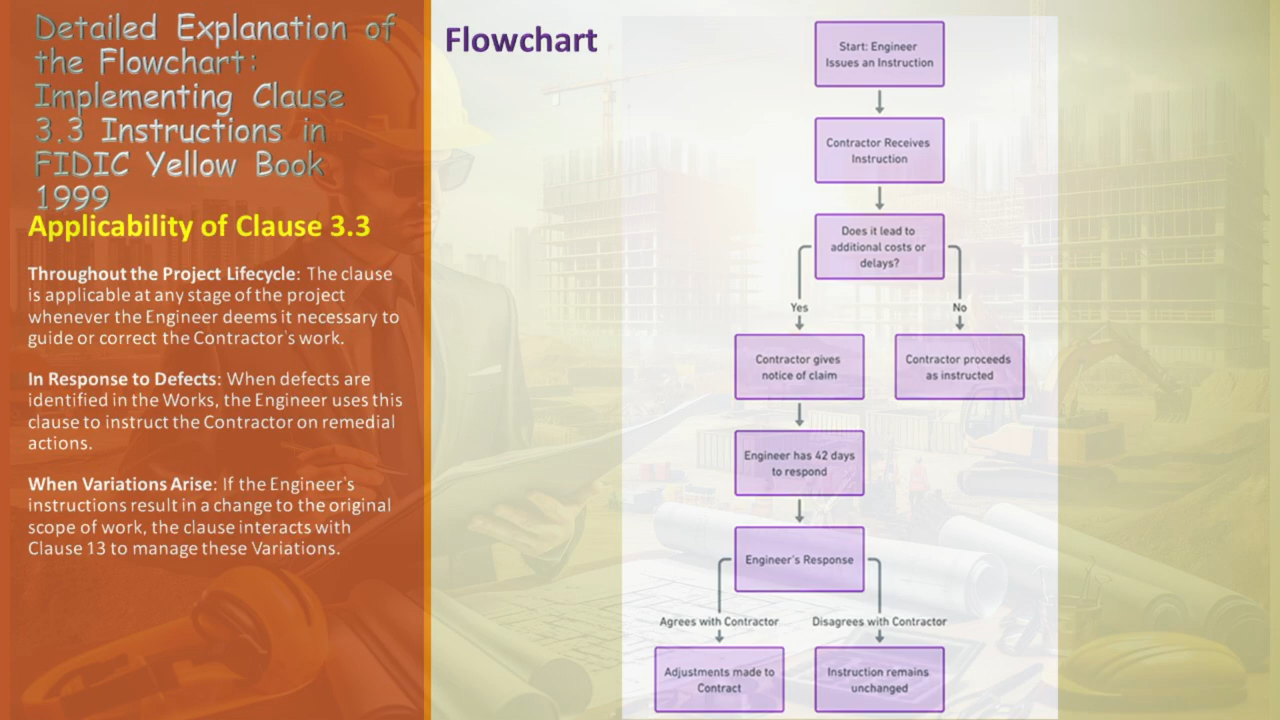 Detailed Explanation of
the Flowchart:
Implementing Clause
3.3 Instructions in
FIDIC Yellow Book
1999
Applicability of Clause 3.3
Throughout the Project Lifecycle: The clause
is applicable at any stage of the project
whenever the Engineer deems it necessary to
guide or correct the Contractor's work.
In Response to Defects: When defects are
identified in the Works, the Engineer uses this
clause to instruct the Contractor on remedial
actions.
When Variations Arise: If the Engineer's
instructions result in a change to the original
scope of work, the clause interacts with
Clause 13 to manage these Variations.
Flowchart
Start: Engineer
Issues an Instruction
Contractor Receives
Instruction
Does it lead to
additional costs or
delays?
Yes
No
Contractor gives
notice of claim
Contractor proceeds
as instructed
Engineer has 42 days
to respond
Engineer's Response
Agrees with Contractor
Disagrees with Contractor
Adjustments made to
Contract
Instruction remains
unchanged